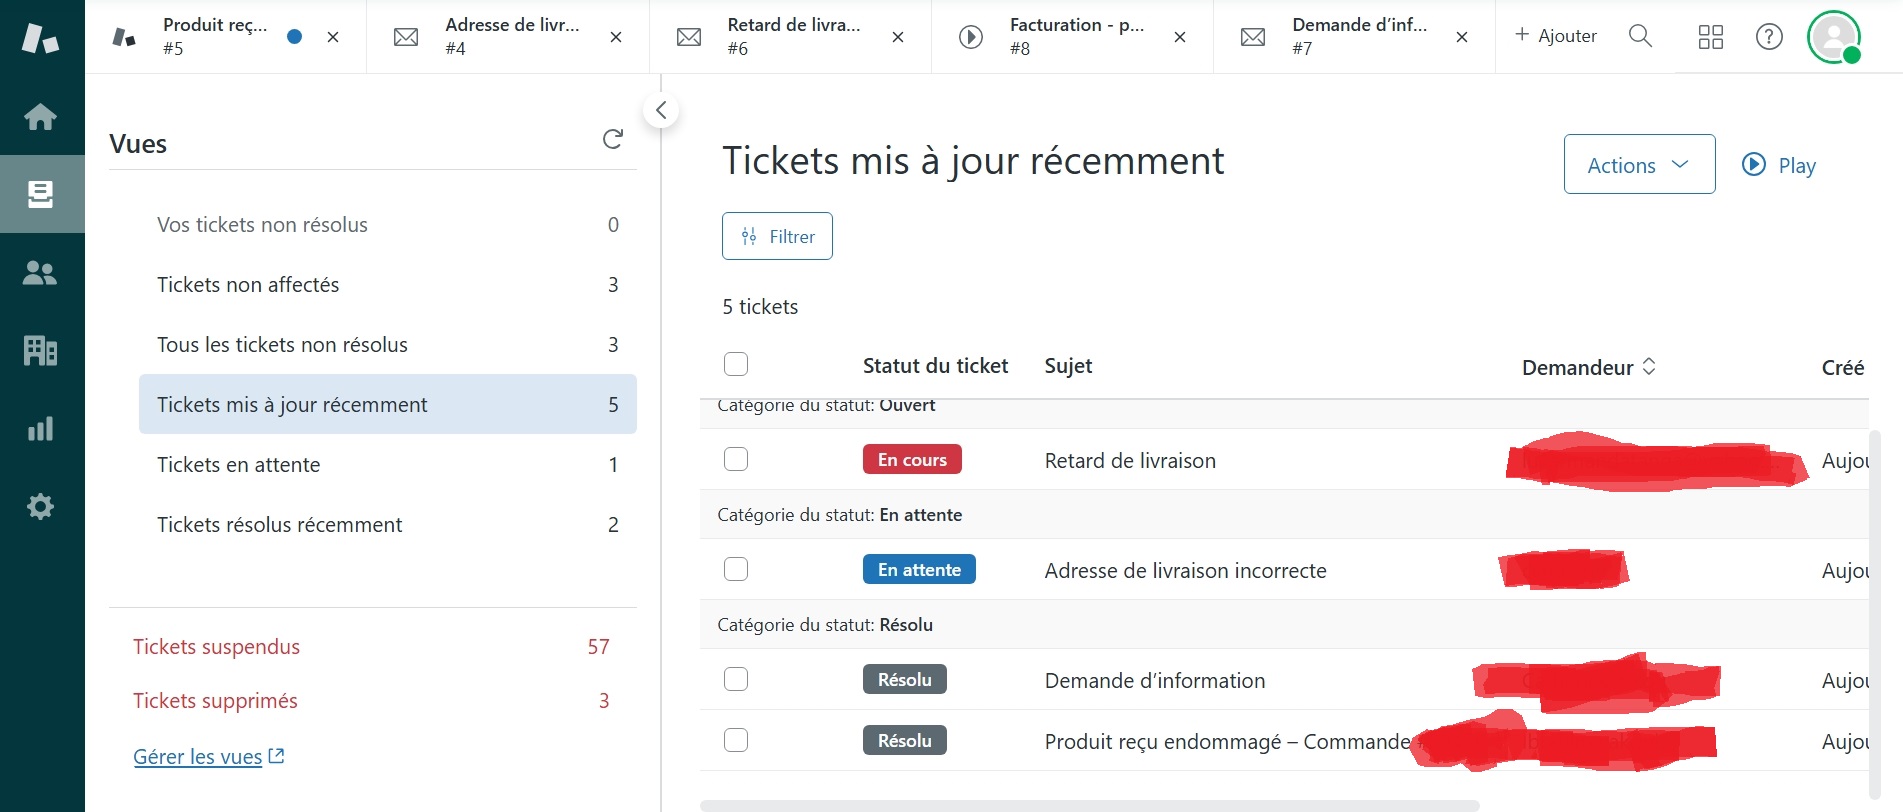 Produit reç...
#5
Adresse de livr...
#4
Retard de livra...
#6
Facturation - p...
#8
Demande d’inf...
#7
+ Ajouter
Vues
Vos tickets non résolus 0
Tickets non affectés 3
Tous les tickets non résolus 3
Tickets mis à jour récemment 5
Tickets en attente 1
Tickets résolus récemment 2
Tickets suspendus 57
Tickets supprimés 3
Gérer les vues
Tickets mis à jour récemment
Actions
Play
Filtrer
5 tickets
Statut du ticket Sujet Demandeur Créé
Catégorie du statut: Ouvert
En cours Retard de livraison Aujou
Catégorie du statut: En attente
En attente Adresse de livraison incorrecte Aujou
Catégorie du statut: Résolu
Résolu Demande d’information Aujou
Résolu Produit reçu endommagé – Commande Aujou